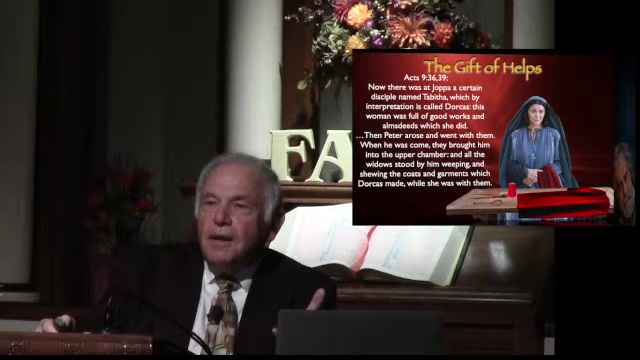 The Gift of Helps
Acts 9:36,39:
Now there was at Joppa a certain
disciple named Tabitha, which by
interpretation is called Dorcas: this
woman was full of good works and
almsdeeds which she did.
…Then Peter arose and went with them.
When he was come, they brought him
into the upper chamber: and all the
widows stood by him weeping, and
shewing the coats and garments which
Dorcas made, while she was with them.
FA